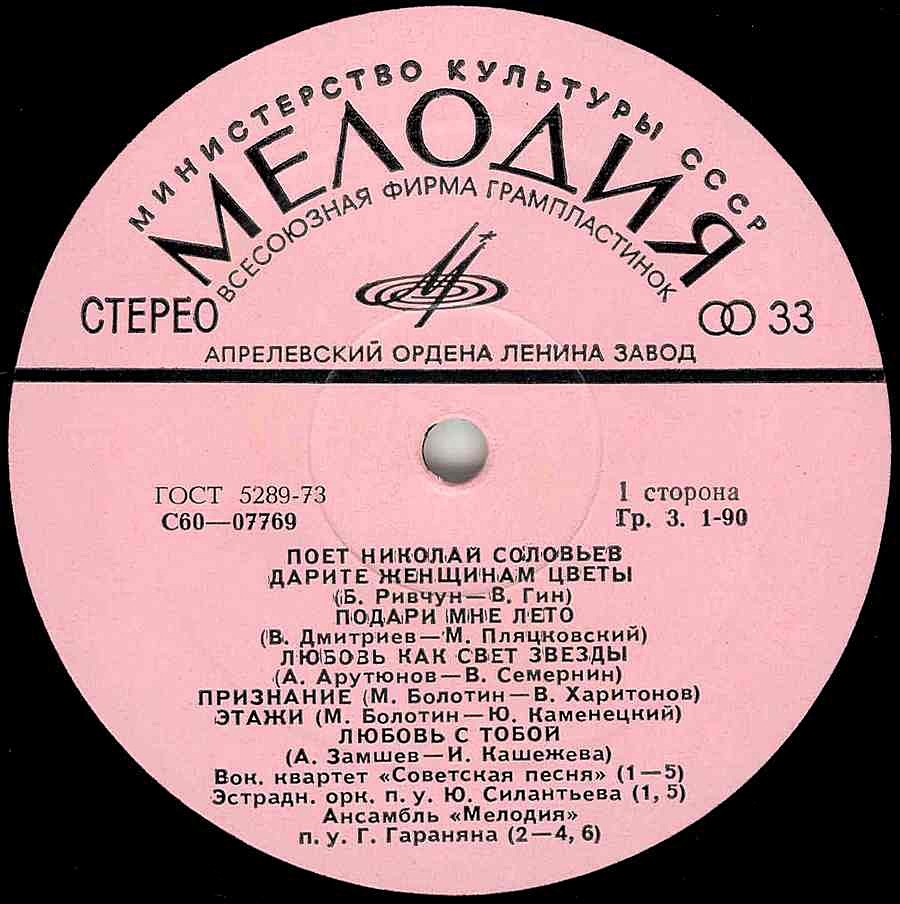 МИНИСТЕРСТВО КУЛЬТУРЫ СССР
МЕЛОДИЯ
ВСЕСОЮЗНАЯ ФИРМА ГРАМПЛАСТИНОК
СТЕРЕО
33
АПРЕЛЕВСКИЙ ОРДЕНА ЛЕНИНА ЗАВОД
ГОСТ 5289-73
С60—07769
1 сторона
Гр. 3. 1-90
ПОЕТ НИКОЛАЙ СОЛОВЬЕВ
ДАРИТЕ ЖЕНЩИНАМ ЦВЕТЫ
(Б. Ривчун—В. Гин)
ПОДАРИ МНЕ ЛЕТО
(В. Дмитриев—М. Пляцковский)
ЛЮБОВЬ КАК СВЕТ ЗВЕЗДЫ
(А. Арутюнов—В. Семернин)
ПРИЗНАНИЕ (М. Болотин—В. Харитонов)
ЭТАЖИ (М. Болотин—Ю. Каменецкий)
ЛЮБОВЬ С ТОБОЙ
(А. Замшев—И. Кашежева)
Вок. квартет «Советская песня» (1—5)
Эстрадн. орк. п. у. Ю. Силантьева (1, 5)
Ансамбль «Мелодия»
п. у. Г. Гараняна (2—4, 6)